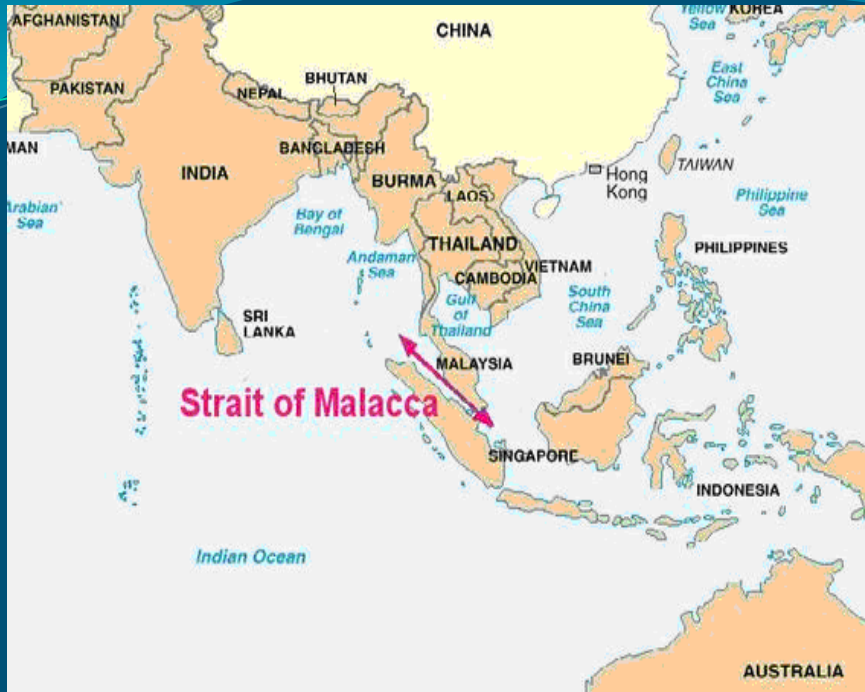 Yellow
Sea
KOREA
AFGHANISTAN
CHINA
East
China
Sea
PAKISTAN
NEPAL
BHUTAN
MAN
INDIA
BANGLADESH
BURMA
LAOS
Hong
Kong
TAIWAN
Arabian
Sea
Bay of
Bengal
Philippine
Sea
THAILAND
PHILIPPINES
Andaman
Sea
CAMBODIA
VIETNAM
Gulf
of
Thailand
South
China
Sea
SRI
LANKA
MALAYSIA
BRUNEI
Strait of Malacca
SINGAPORE
INDONESIA
Indian Ocean
AUSTRALIA